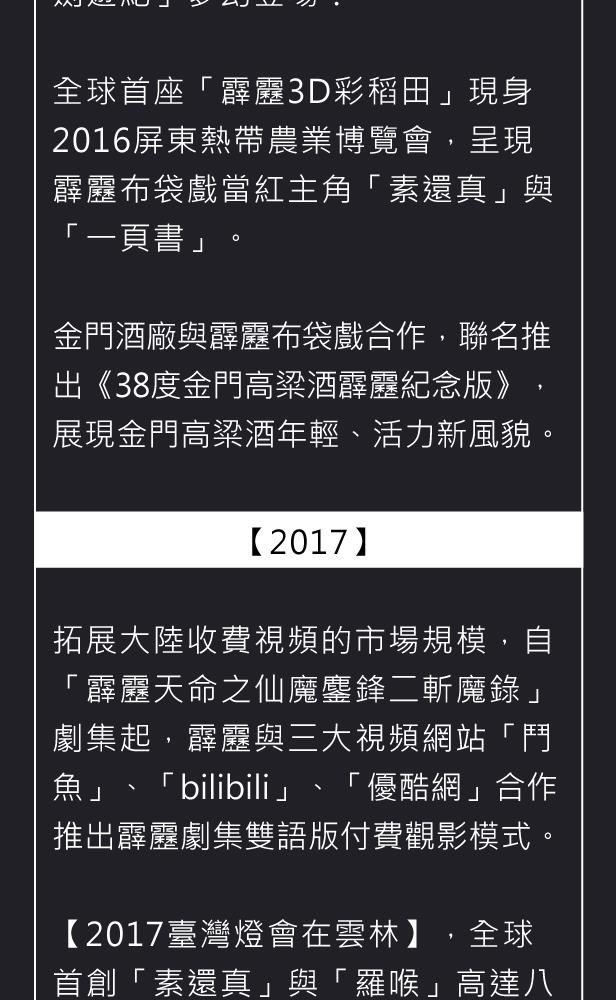 全球首座「霹靂3D彩稻田」現身
2016屏東熱帶農業博覽會，呈現
霹靂布袋戲當紅主角「素還真」與
「一頁書」。
金門酒廠與霹靂布袋戲合作，聯名推
出《38度金門高粱酒霹靂紀念版》，
展現金門高粱酒年輕、活力新風貌。
【2017】
拓展大陸收費視頻的市場規模，自
「霹靂天命之仙魔鏖鋒二斬魔錄」
劇集起，霹靂與三大視頻網站「鬥
魚」、「bilibili」、「優酷網」合作
推出霹靂劇集雙語版付費觀影模式。
【2017臺灣燈會在雲林】，全球
首創「素還真」與「羅喉」高達八